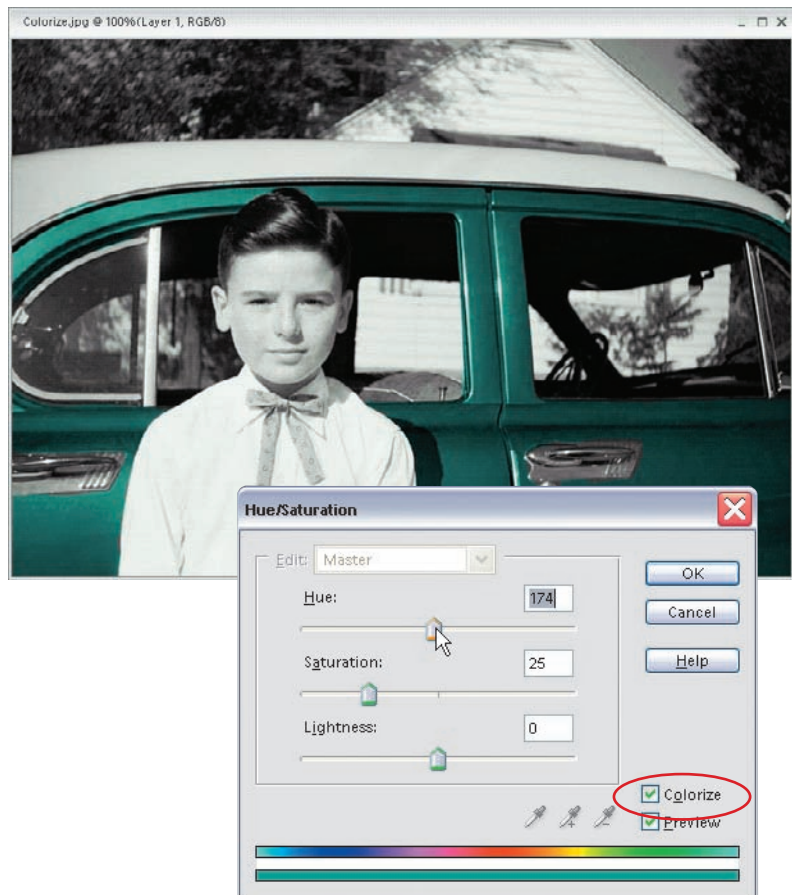 Colorize.jpg @ 100%(Layer 1, RGB/8)
Hue/Saturation
Edit: Master
Hue: 174
Saturation: 25
Lightness: 0
OK
Cancel
Help
Colorize
Preview